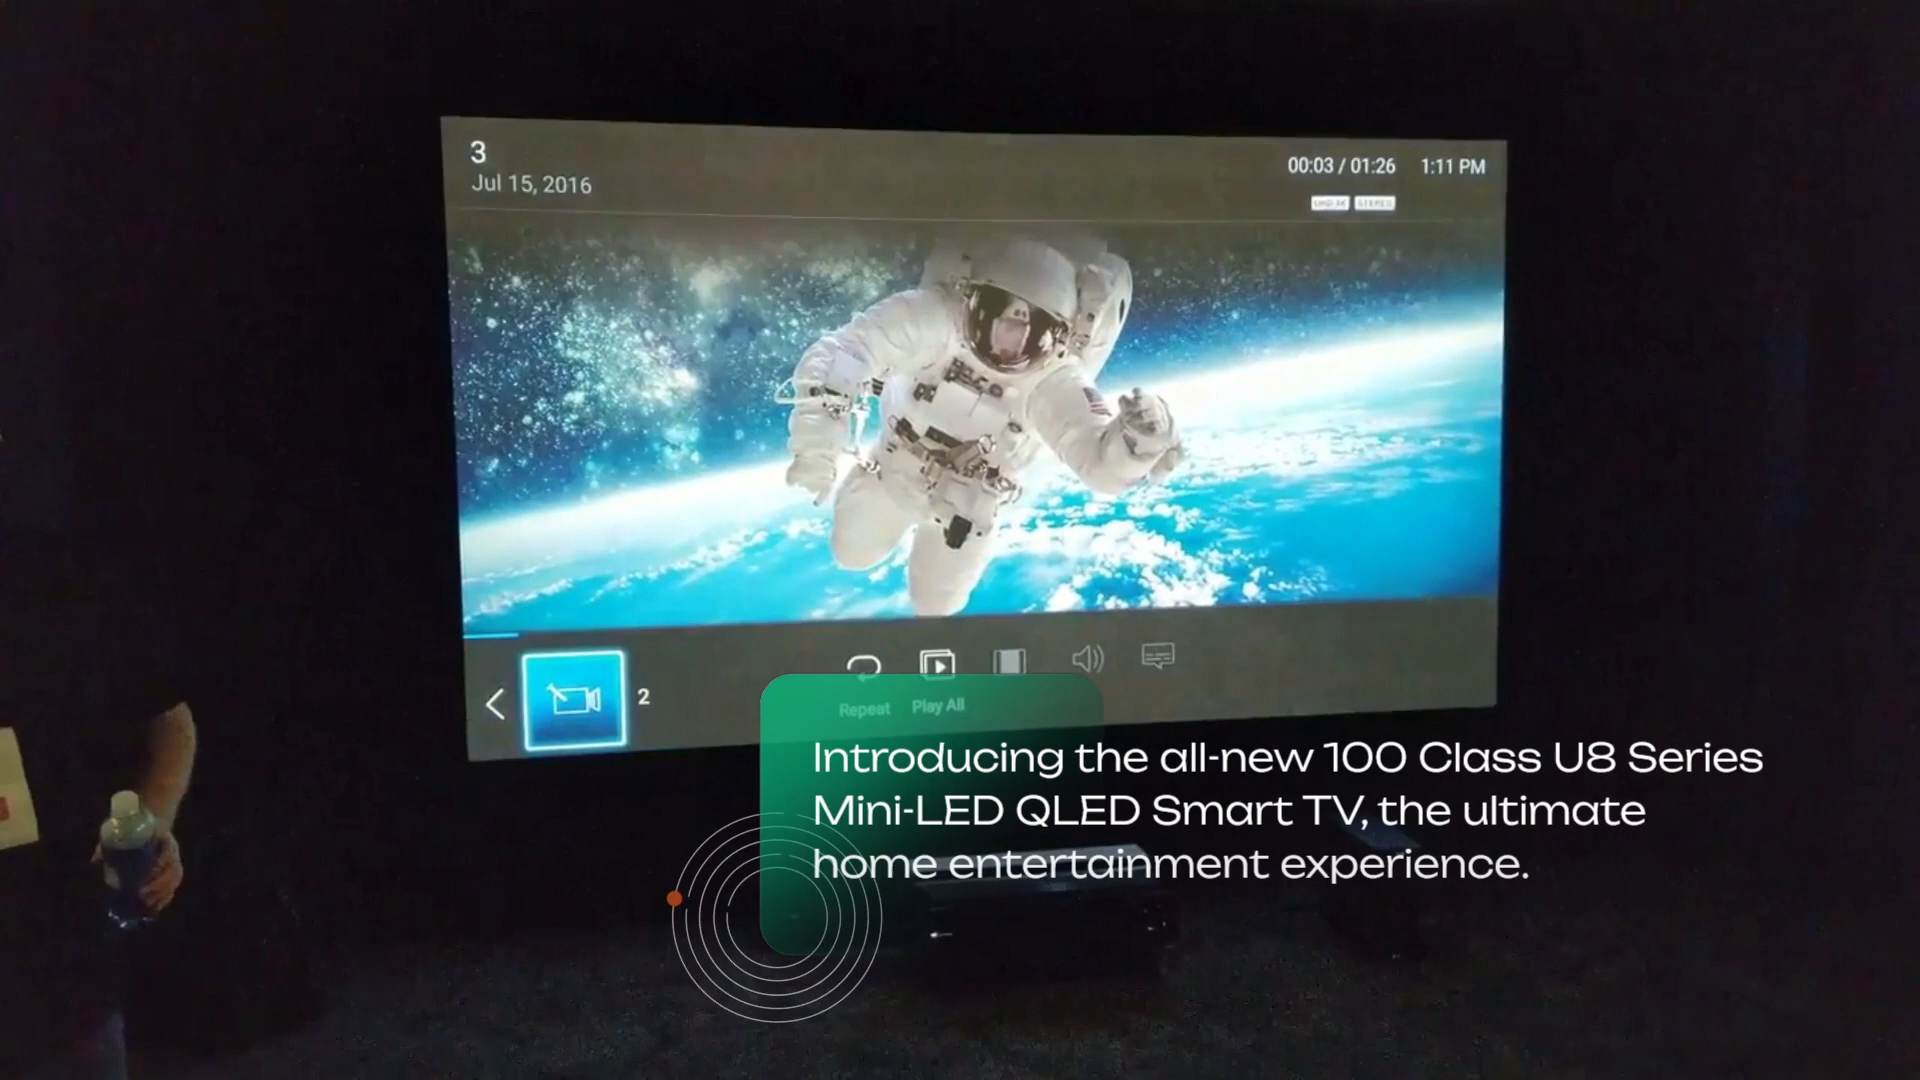 3
Jul 15, 2016
00:03 / 01:26 1:11 PM
STEREO
2
Repeat Play All
Introducing the all-new 100 Class U8 Series
Mini-LED QLED Smart TV, the ultimate
home entertainment experience.